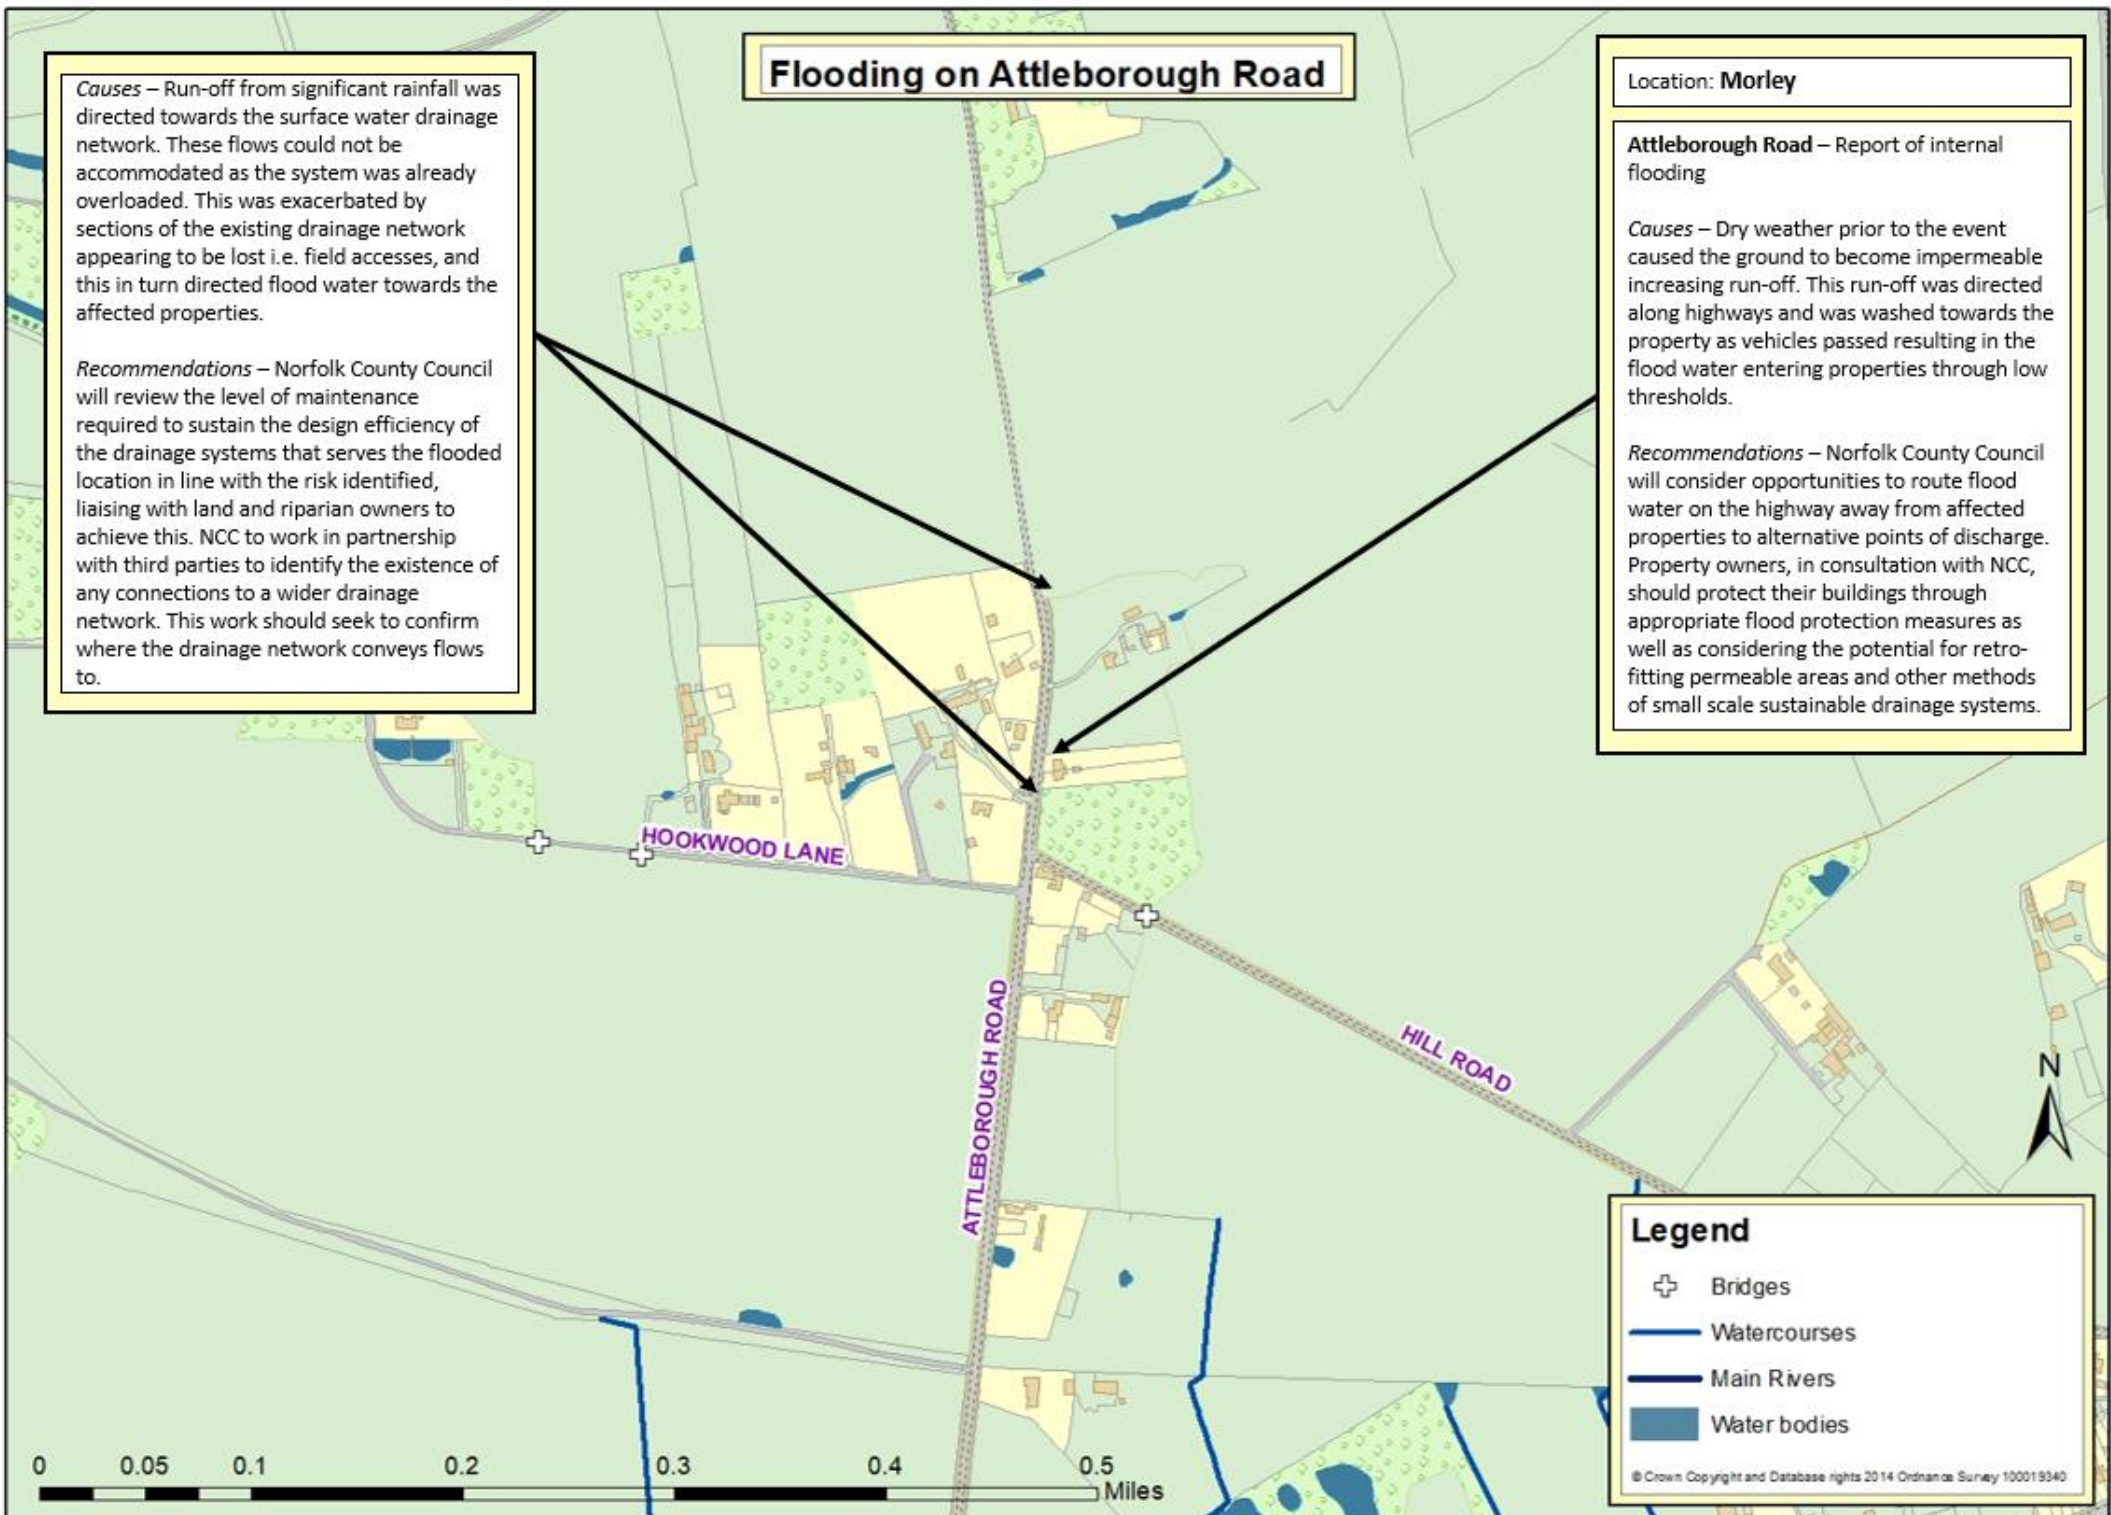 Flooding on Attleborough Road
Causes – Run-off from significant rainfall was
directed towards the surface water drainage
network. These flows could not be
accommodated as the system was already
overloaded. This was exacerbated by
sections of the existing drainage network
appearing to be lost i.e. field accesses, and
this in turn directed flood water towards the
affected properties.
Recommendations – Norfolk County Council
will review the level of maintenance
required to sustain the design efficiency of
the drainage systems that serves the flooded
location in line with the risk identified,
liaising with land and riparian owners to
achieve this. NCC to work in partnership
with third parties to identify the existence of
any connections to a wider drainage
network. This work should seek to confirm
where the drainage network conveys flows
to.
Location: Morley
Attleborough Road – Report of internal
flooding
Causes – Dry weather prior to the event
caused the ground to become impermeable
increasing run-off. This run-off was directed
along highways and was washed towards the
property as vehicles passed resulting in the
flood water entering properties through low
thresholds.
Recommendations – Norfolk County Council
will consider opportunities to route flood
water on the highway away from affected
properties to alternative points of discharge.
Property owners, in consultation with NCC,
should protect their buildings through
appropriate flood protection measures as
well as considering the potential for retro-
fitting permeable areas and other methods
of small scale sustainable drainage systems.
HOOKWOOD LANE
ATTLEBOROUGH ROAD
HILL ROAD
N
Legend
Bridges
Watercourses
Main Rivers
Water bodies
© Crown Copyright and Database rights 2014 Ordnance Survey 100019340
0 0.05 0.1 0.2 0.3 0.4 0.5
Miles